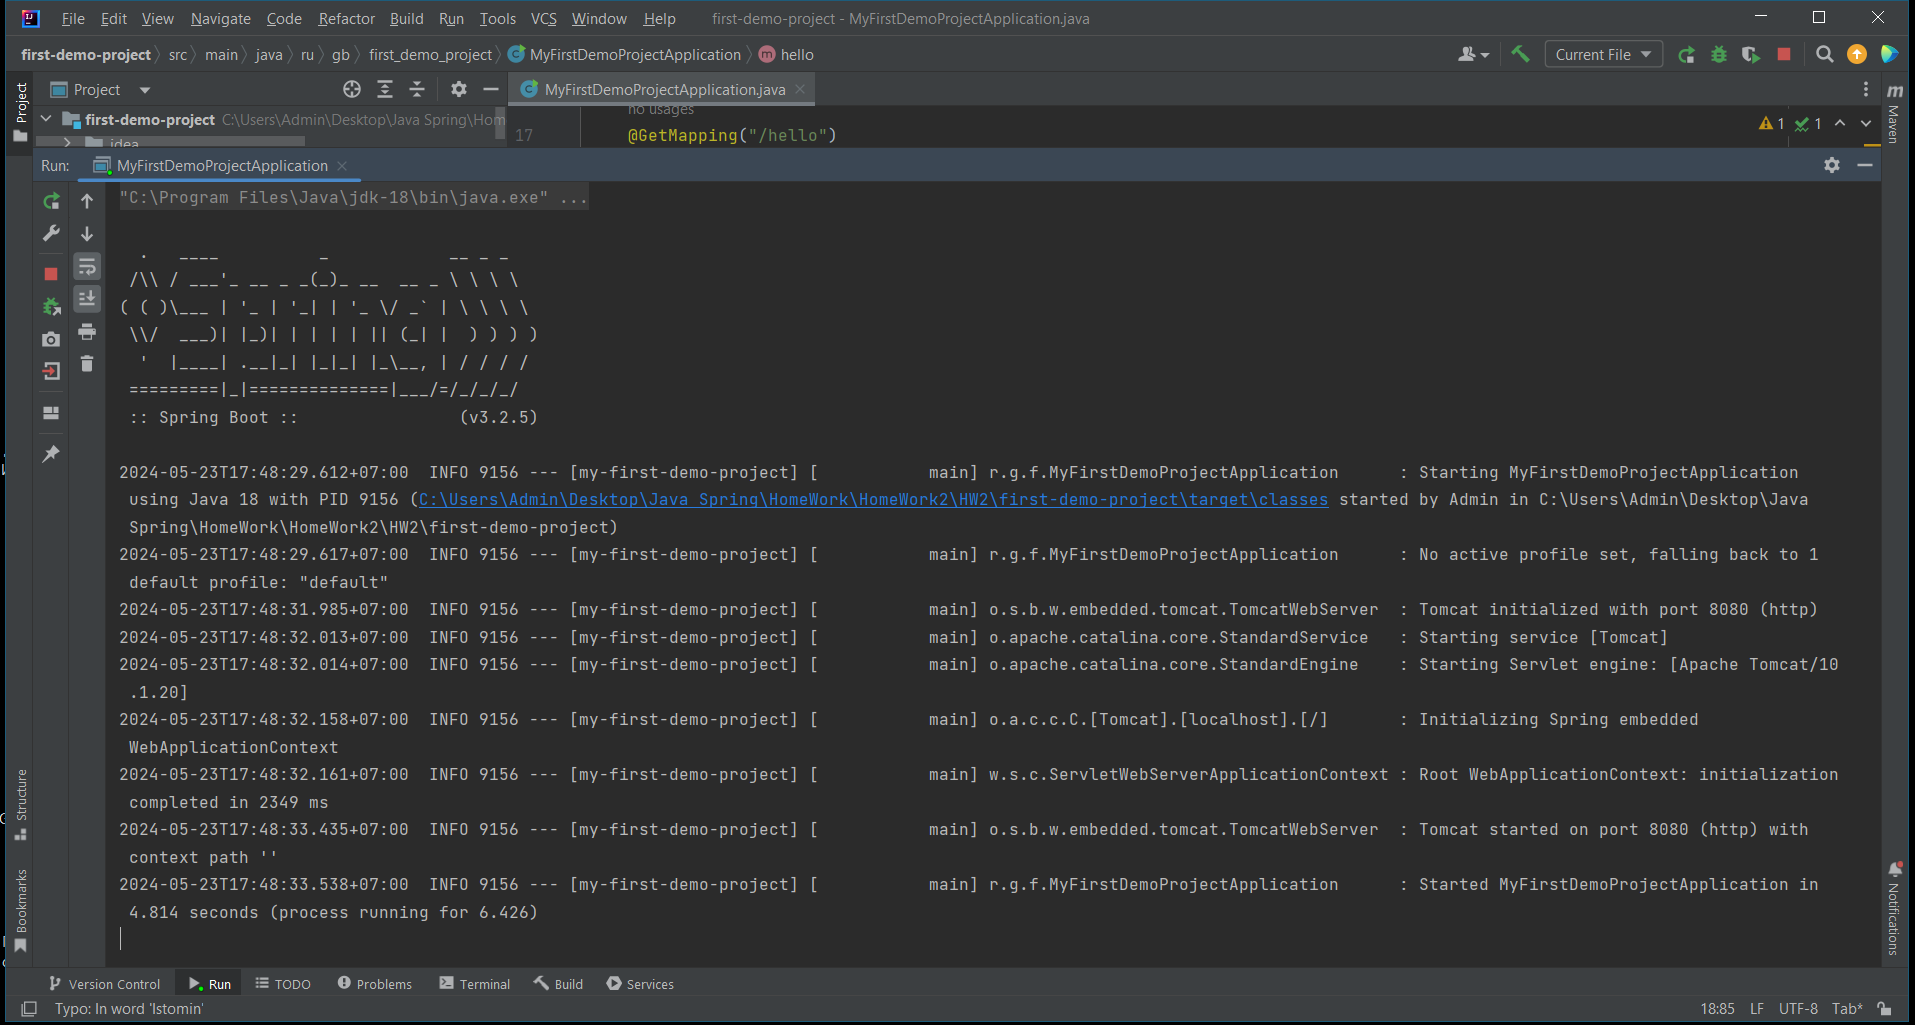 File Edit View Navigate Code Refactor Build Run Tools VCS Window Help first-demo-project - MyFirstDemoProjectApplication.java
first-demo-project src main java ru gb first_demo_project MyFirstDemoProjectApplication hello Current File
Project MyFirstDemoProjectApplication.java
Project
Maven
first-demo-project C:\Users\Admin\Desktop\Java Spring\Hom
idea
no usages
17 @GetMapping("/hello")
1 1
Run: MyFirstDemoProjectApplication
"C:\Program Files\Java\jdk-18\bin\java.exe" ...
  .   ____          _            __ _ _
 /\\ / ___'_ __ _ _(_)_ __  __ _ \ \ \ \
( ( )\___ | '_ | '_| | '_ \/ _` | \ \ \ \
 \\/  ___)| |_)| | | | | || (_| |  ) ) ) )
  '  |____| .__|_| |_|_| |_\__, | / / / /
 =========|_|==============|___/=/_/_/_/
 :: Spring Boot ::                (v3.2.5)
2024-05-23T17:48:29.612+07:00  INFO 9156 --- [my-first-demo-project] [           main] r.g.f.MyFirstDemoProjectApplication      : Starting MyFirstDemoProjectApplication
using Java 18 with PID 9156 (C:\Users\Admin\Desktop\Java Spring\HomeWork\HomeWork2\HW2\first-demo-project\target\classes started by Admin in C:\Users\Admin\Desktop\Java
Spring\HomeWork\HomeWork2\HW2\first-demo-project)
2024-05-23T17:48:29.617+07:00  INFO 9156 --- [my-first-demo-project] [           main] r.g.f.MyFirstDemoProjectApplication      : No active profile set, falling back to 1
default profile: "default"
2024-05-23T17:48:31.985+07:00  INFO 9156 --- [my-first-demo-project] [           main] o.s.b.w.embedded.tomcat.TomcatWebServer  : Tomcat initialized with port 8080 (http)
2024-05-23T17:48:32.013+07:00  INFO 9156 --- [my-first-demo-project] [           main] o.apache.catalina.core.StandardService   : Starting service [Tomcat]
2024-05-23T17:48:32.014+07:00  INFO 9156 --- [my-first-demo-project] [           main] o.apache.catalina.core.StandardEngine    : Starting Servlet engine: [Apache Tomcat/10
.1.20]
2024-05-23T17:48:32.158+07:00  INFO 9156 --- [my-first-demo-project] [           main] o.a.c.c.C.[Tomcat].[localhost].[/]       : Initializing Spring embedded
WebApplicationContext
2024-05-23T17:48:32.161+07:00  INFO 9156 --- [my-first-demo-project] [           main] w.s.c.ServletWebServerApplicationContext : Root WebApplicationContext: initialization
completed in 2349 ms
2024-05-23T17:48:33.435+07:00  INFO 9156 --- [my-first-demo-project] [           main] o.s.b.w.embedded.tomcat.TomcatWebServer  : Tomcat started on port 8080 (http) with
context path ''
2024-05-23T17:48:33.538+07:00  INFO 9156 --- [my-first-demo-project] [           main] r.g.f.MyFirstDemoProjectApplication      : Started MyFirstDemoProjectApplication in
4.814 seconds (process running for 6.426)
Structure
Bookmarks
Notifications
Version Control Run TODO Problems Terminal Build Services
Typo: In word 'Istomin' 18:85 LF UTF-8 Tab*